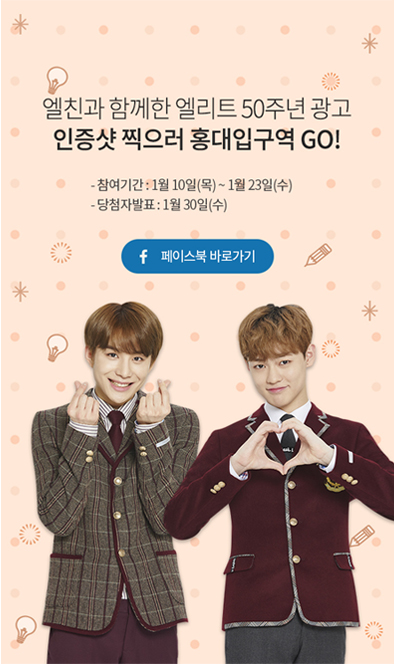 엘친과 함께한 엘리트 50주년 광고
인증샷 찍으러 홍대입구역 GO!
- 참여기간 : 1월 10일(목) ~ 1월 23일(수)
- 당첨자발표 : 1월 30일(수)
f 페이스북 바로가기